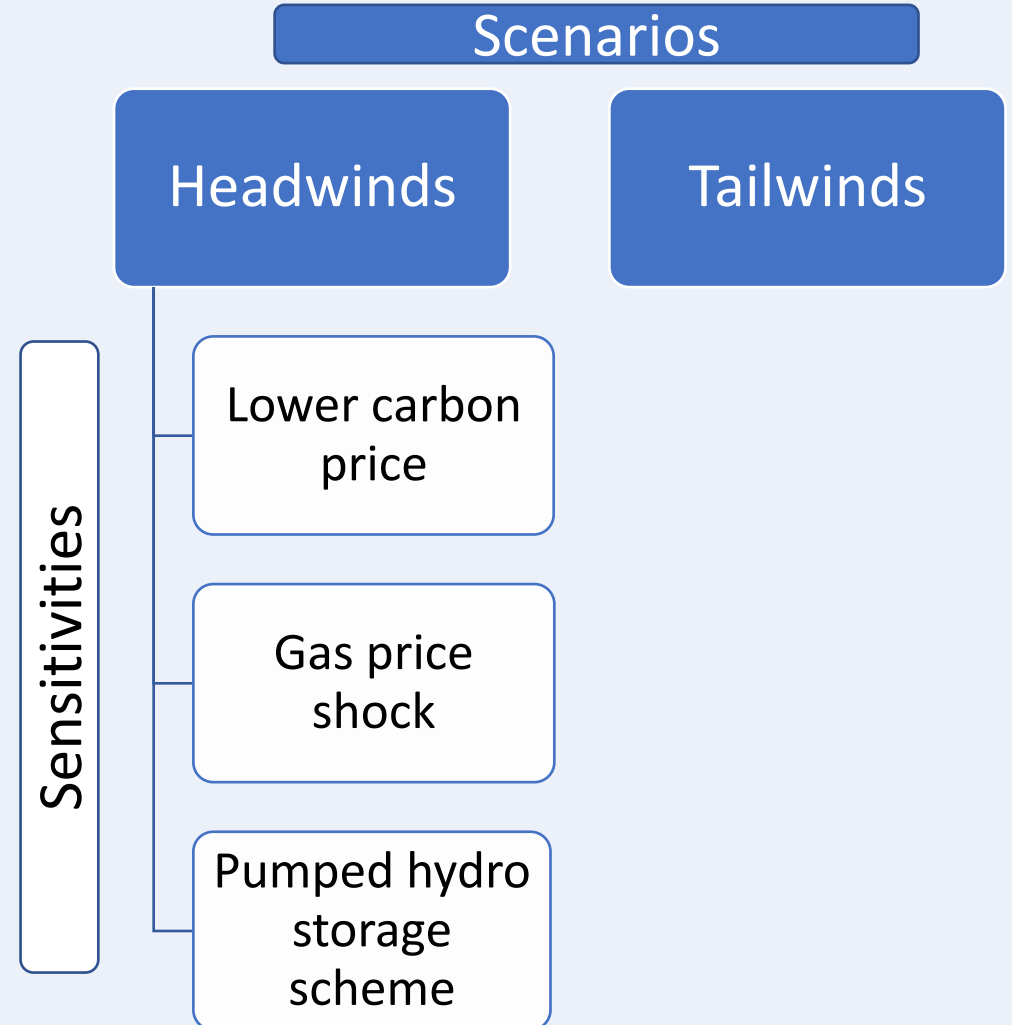 Scenarios
Headwinds
Tailwinds
Sensitivities
Lower carbon
price
Gas price
shock
Pumped hydro
storage
scheme